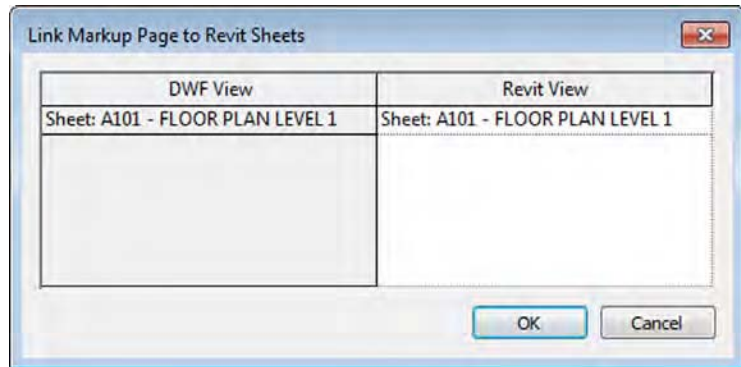 Link Markup Page to Revit Sheets
DWF View Revit View
Sheet: A101 - FLOOR PLAN LEVEL 1 Sheet: A101 - FLOOR PLAN LEVEL 1
OK Cancel